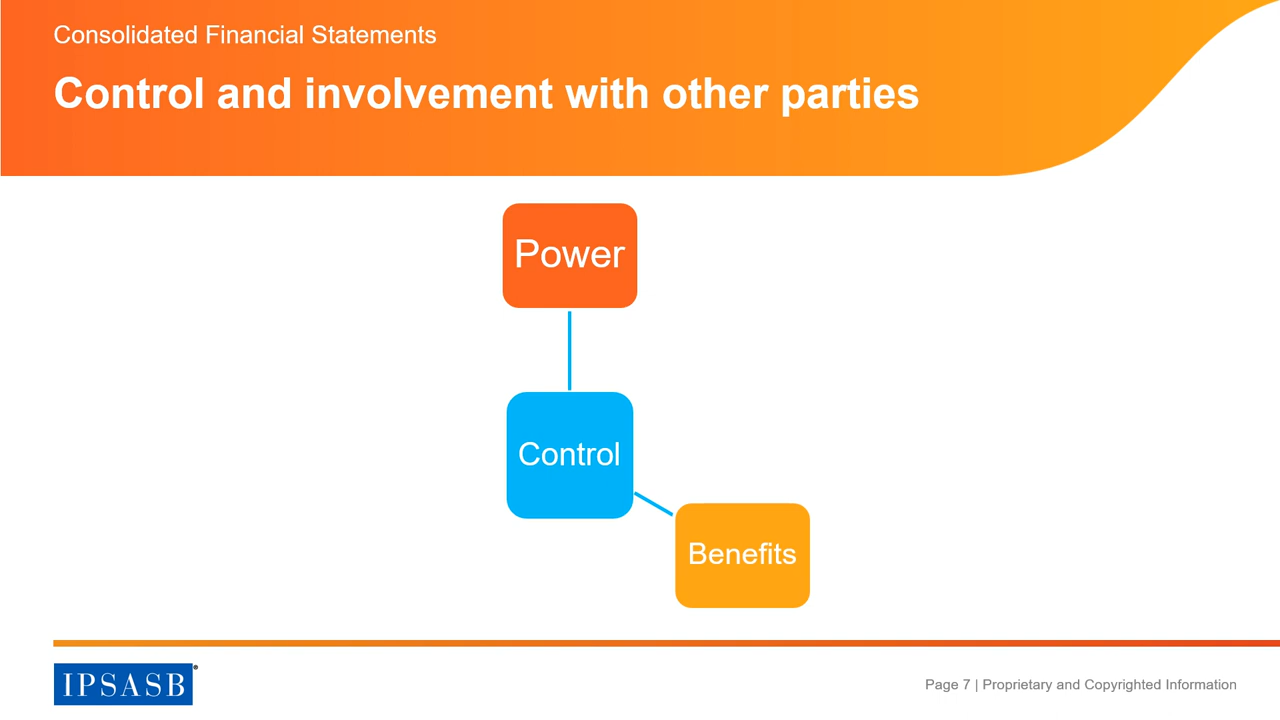 Consolidated Financial Statements
Control and involvement with other parties
Power
Control
Benefits
IPSASB®
Page 7 | Proprietary and Copyrighted Information